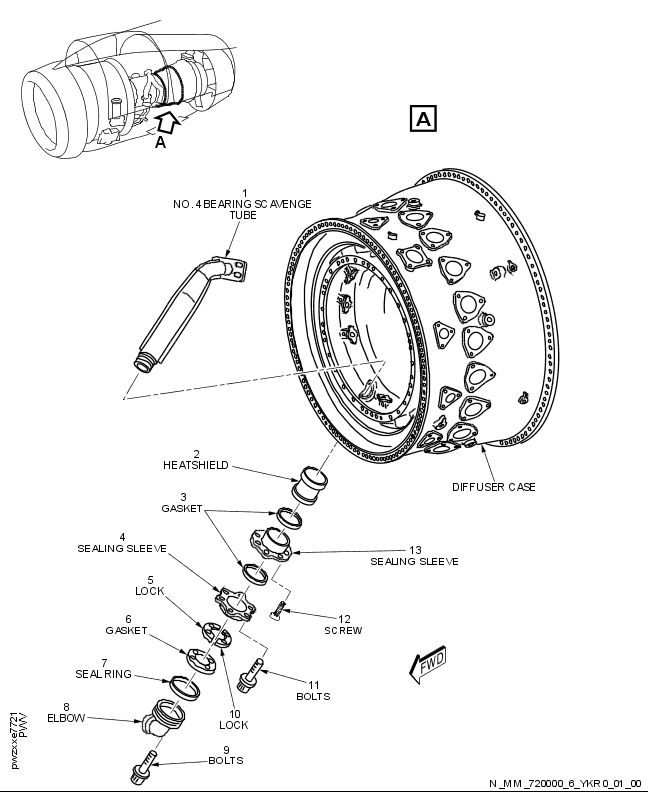 A
A
1
NO. 4 BEARING SCAVENGE
TUBE
2
HEATSHIELD
DIFFUSER CASE
3
GASKET
4
SEALING SLEEVE
13
SEALING SLEEVE
5
LOCK
6
GASKET
12
SCREW
7
SEAL RING
11
BOLTS
FWD
8
ELBOW
10
LOCK
9
BOLTS
pwzxxe7721
PWV
N_MM_720000_6_YKR0_01_00